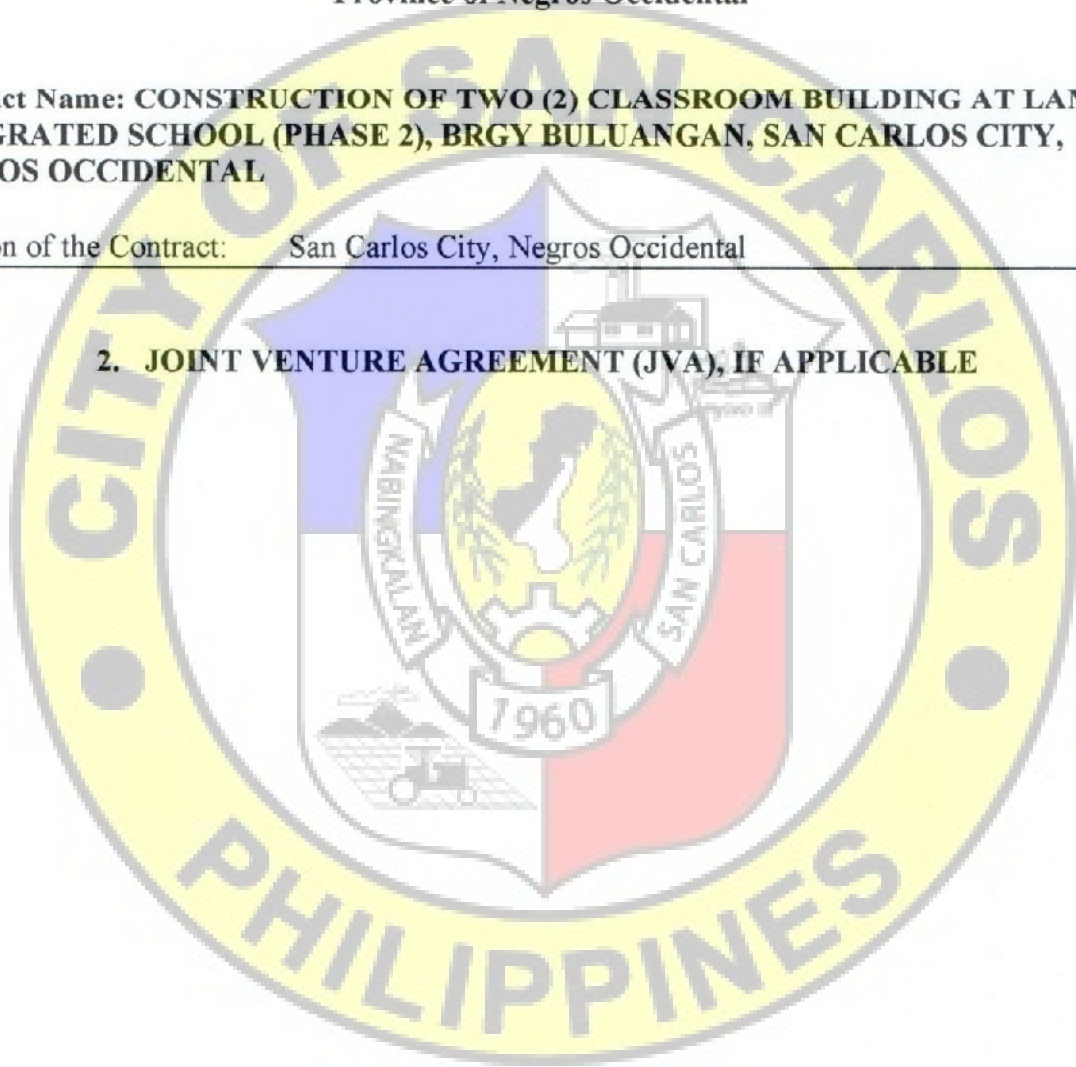 Province of Negros Occidental
ct Name: CONSTRUCTION OF TWO (2) CLASSROOM BUILDING AT LAN
GRATED SCHOOL (PHASE 2), BRGY BULUANGAN, SAN CARLOS CITY,
OS OCCIDENTAL
on of the Contract: San Carlos City, Negros Occidental
2. JOINT VENTURE AGREEMENT (JVA), IF APPLICABLE
CITY OF SAN CARLOS
NABINGKALAN
SAN CARLOS
1960
PHILIPPINES